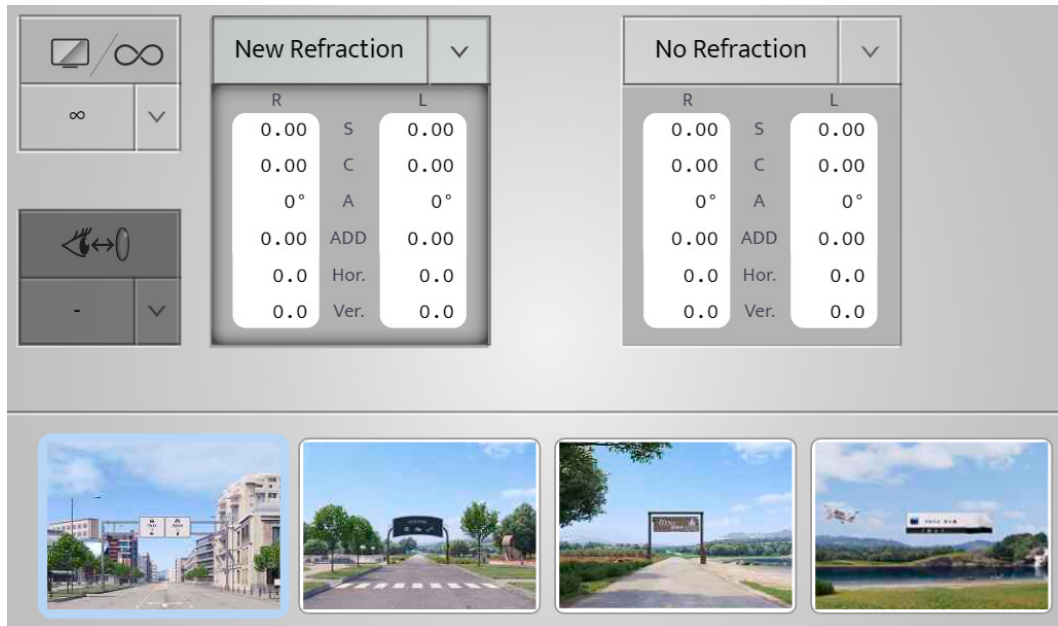 ∞
∞
-
New Refraction
R L
0.00 S 0.00
0.00 C 0.00
0° A 0°
0.00 ADD 0.00
0.0 Hor. 0.0
0.0 Ver. 0.0
No Refraction
R L
0.00 S 0.00
0.00 C 0.00
0° A 0°
0.00 ADD 0.00
0.0 Hor. 0.0
0.0 Ver. 0.0